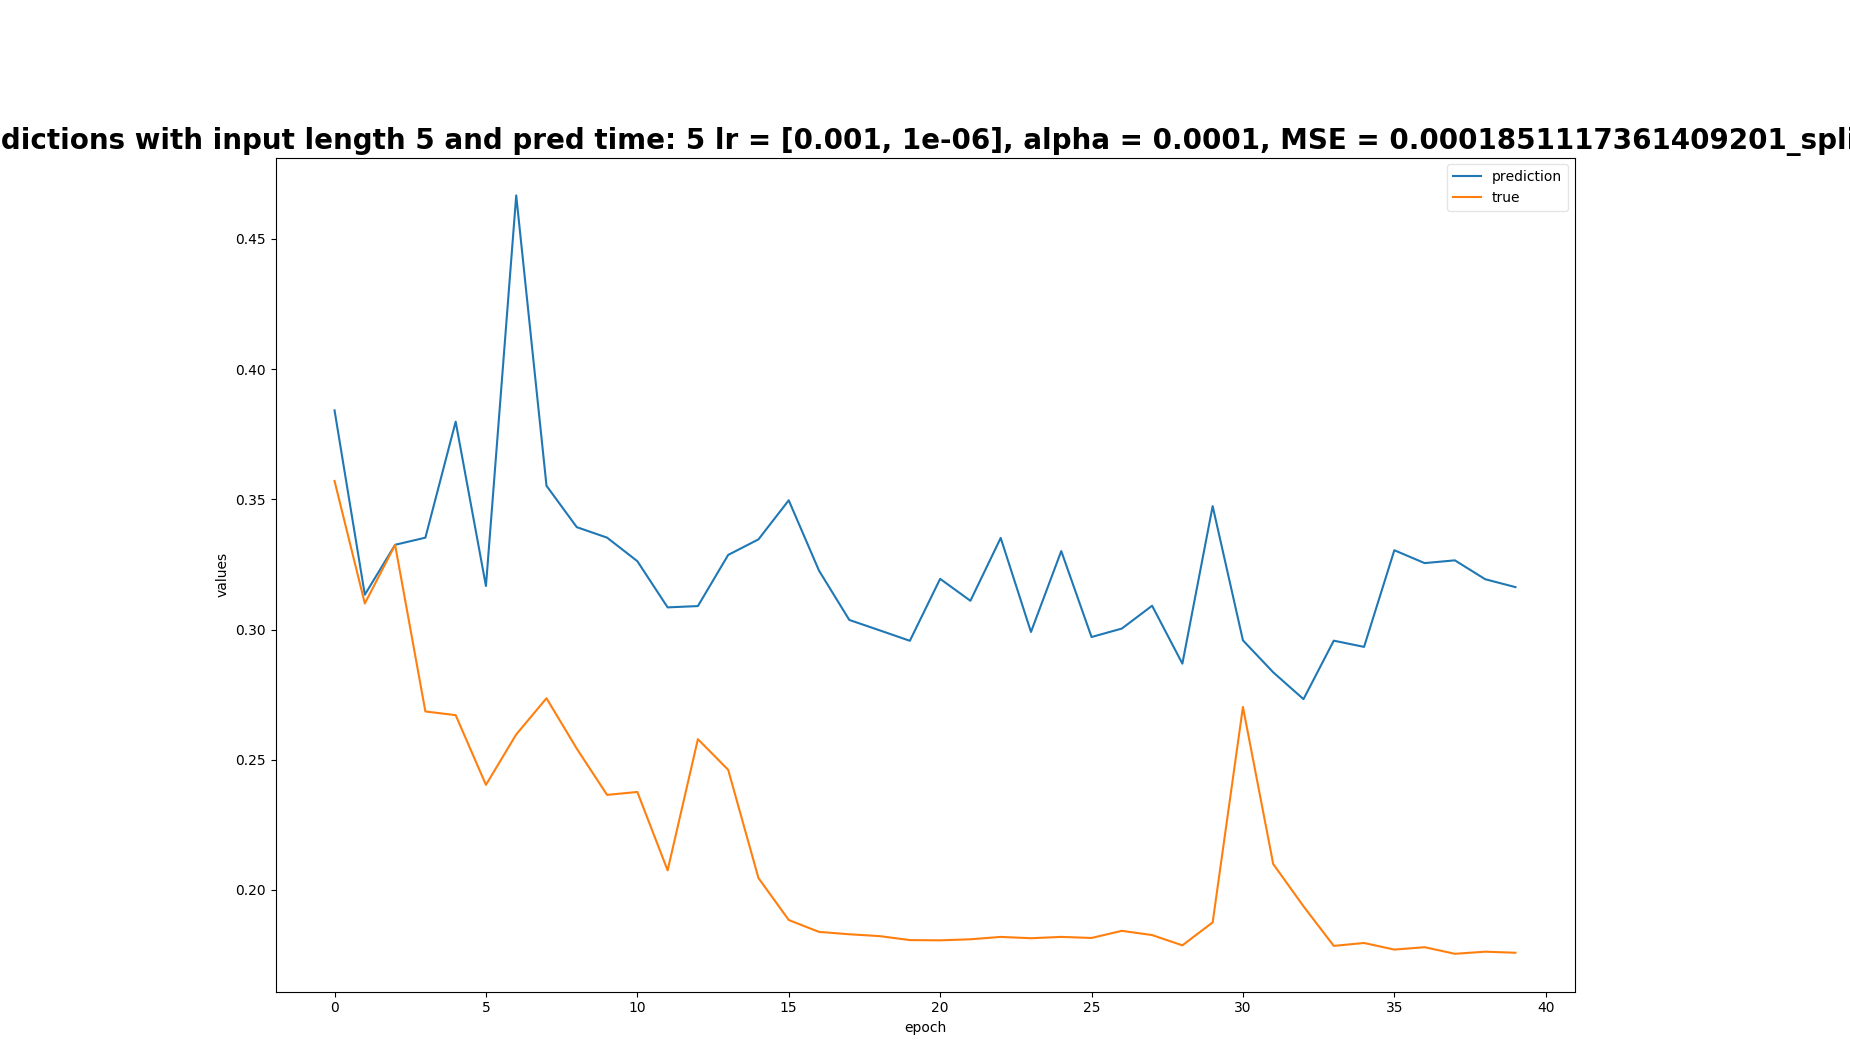 dictions with input length 5 and pred time: 5 lr = [0.001, 1e-06], alpha = 0.0001, MSE = 0.0001851117361409201_spli
prediction
true
0.45
0.40
0.35
0.30
0.25
0.20
values
0 5 10 15 20 25 30 35 40
epoch